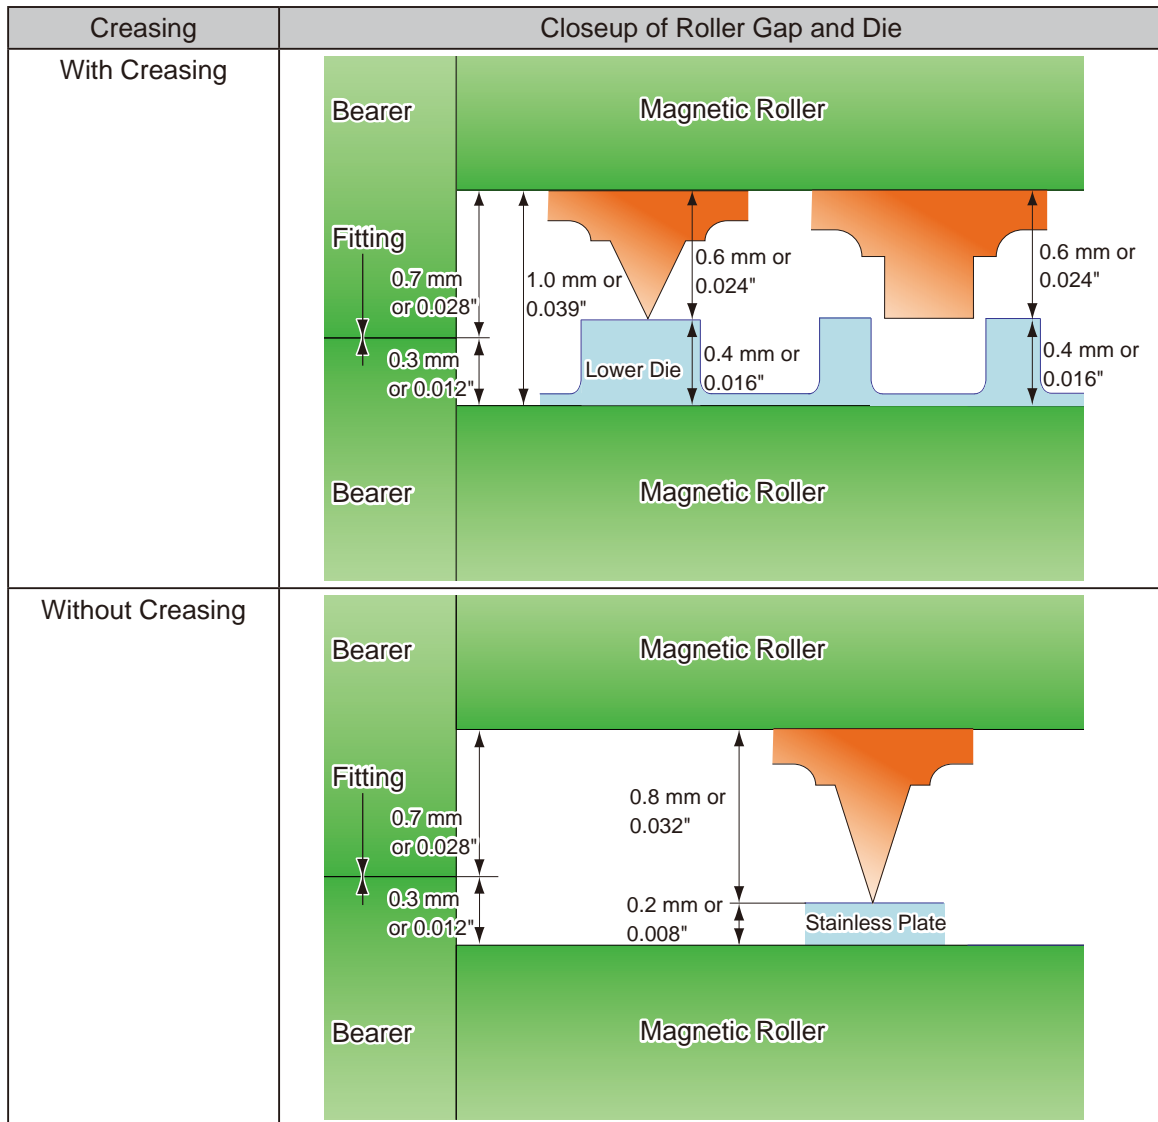 Creasing
Closeup of Roller Gap and Die
With Creasing
Bearer
Magnetic Roller
Fitting
0.7 mm
or 0.028"
1.0 mm or
0.039"
0.6 mm or
0.024"
0.6 mm or
0.024"
0.3 mm
or 0.012"
Lower Die
0.4 mm or
0.016"
0.4 mm or
0.016"
Bearer
Magnetic Roller
Without Creasing
Bearer
Magnetic Roller
Fitting
0.7 mm
or 0.028"
0.8 mm or
0.032"
0.3 mm
or 0.012"
0.2 mm or
0.008"
Stainless Plate
Bearer
Magnetic Roller